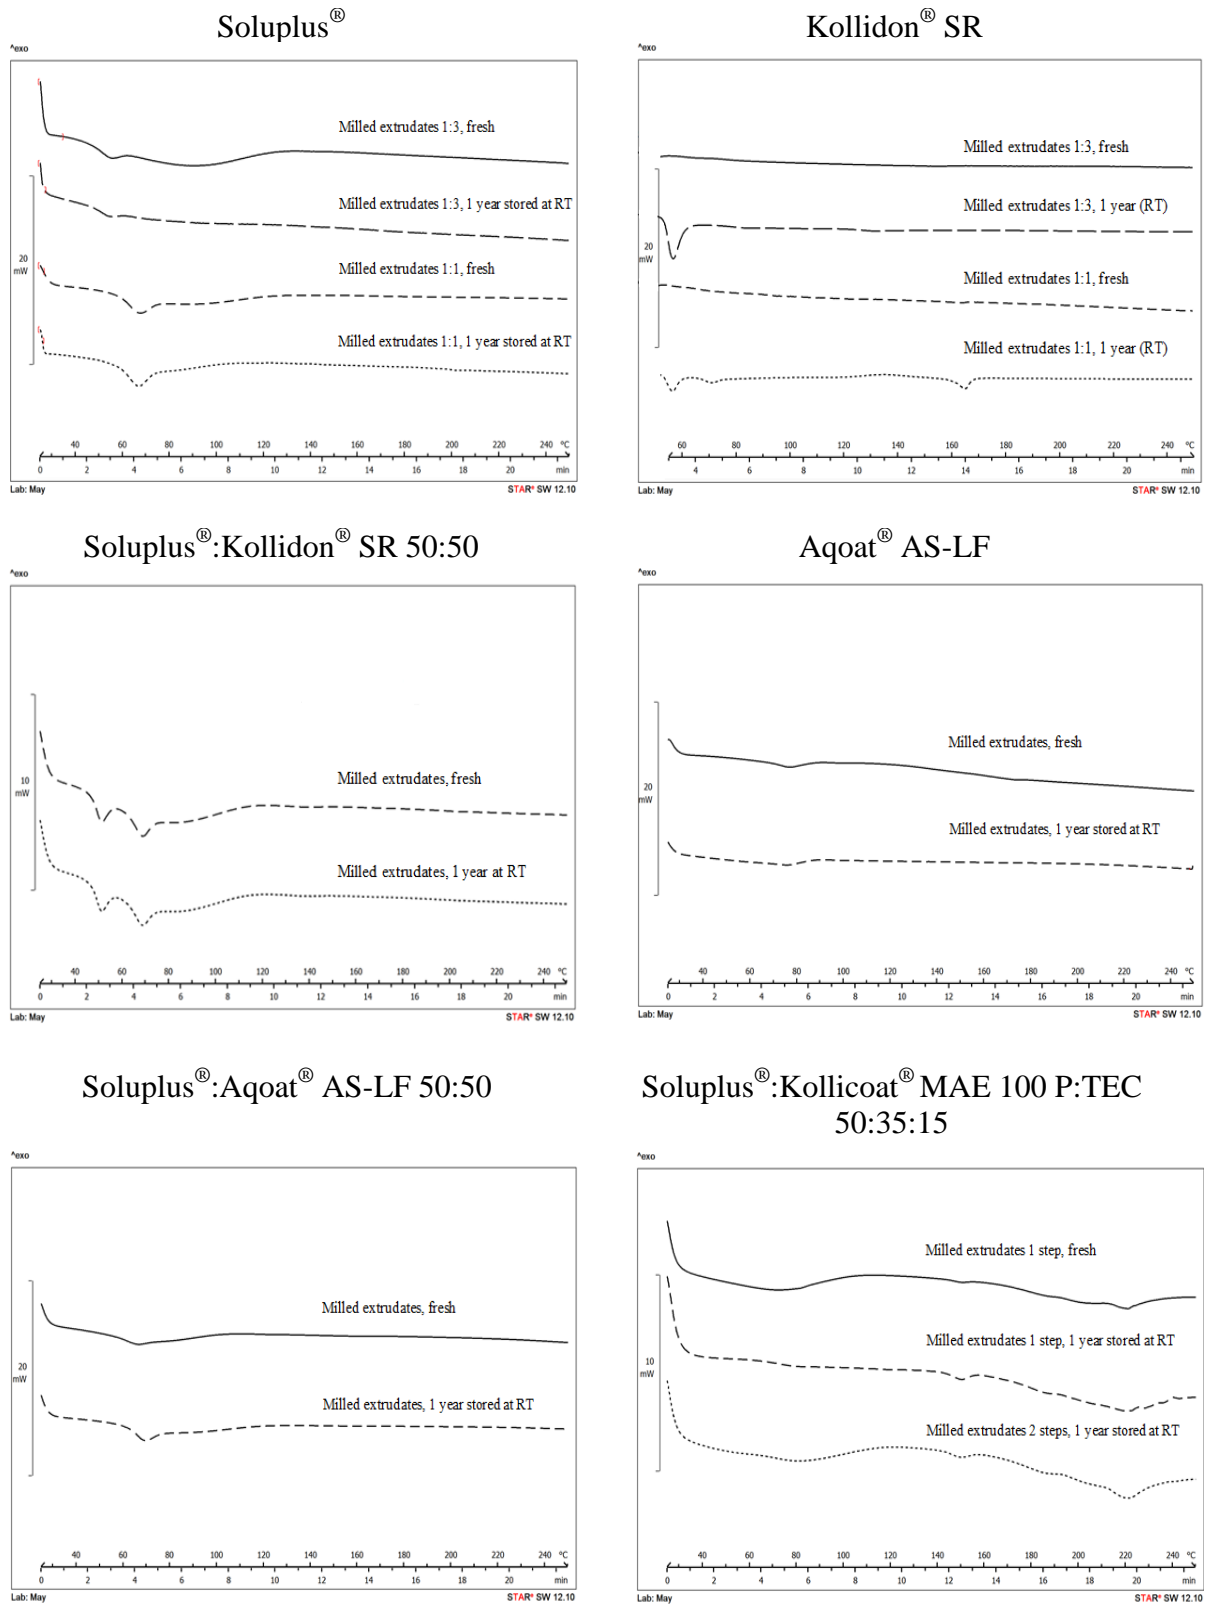 Soluplus®
^exo
Milled extrudates 1:3, fresh
Milled extrudates 1:3, 1 year stored at RT
20
mW
Milled extrudates 1:1, fresh
Milled extrudates 1:1, 1 year stored at RT
40 60 80 100 120 140 160 180 200 220 240 °C
0 2 4 6 8 10 12 14 16 18 20 min
Lab: May STARᵉ SW 12.10
Kollidon® SR
^exo
Milled extrudates 1:3, fresh
Milled extrudates 1:3, 1 year (RT)
20
mW
Milled extrudates 1:1, fresh
Milled extrudates 1:1, 1 year (RT)
60 80 100 120 140 160 180 200 220 240 °C
0 2 4 6 8 10 12 14 16 18 20 min
Lab: May STARᵉ SW 12.10
Soluplus®:Kollidon® SR 50:50
^exo
10
mW
Milled extrudates, fresh
Milled extrudates, 1 year at RT
40 60 80 100 120 140 160 180 200 220 240 °C
0 2 4 6 8 10 12 14 16 18 20 min
Lab: May STARᵉ SW 12.10
Aqoat® AS-LF
^exo
Milled extrudates, fresh
20
mW
Milled extrudates, 1 year stored at RT
40 60 80 100 120 140 160 180 200 220 240 °C
0 2 4 6 8 10 12 14 16 18 20 min
Lab: May STARᵉ SW 12.10
Soluplus®:Aqoat® AS-LF 50:50
^exo
Milled extrudates, fresh
20
mW
Milled extrudates, 1 year stored at RT
40 60 80 100 120 140 160 180 200 220 240 °C
0 2 4 6 8 10 12 14 16 18 20 min
Lab: May STARᵉ SW 12.10
Soluplus®:Kollicoat® MAE 100 P:TEC
50:35:15
^exo
Milled extrudates 1 step, fresh
Milled extrudates 1 step, 1 year stored at RT
10
mW
Milled extrudates 2 steps, 1 year stored at RT
40 60 80 100 120 140 160 180 200 220 240 °C
0 2 4 6 8 10 12 14 16 18 20 min
Lab: May STARᵉ SW 12.10